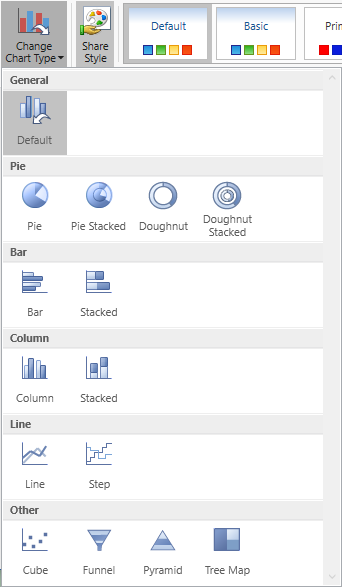 Change
Chart Type
Share
Style
Default
Basic
General
Default
Pie
Pie
Pie Stacked
Doughnut
Doughnut
Stacked
Bar
Bar
Stacked
Column
Column
Stacked
Line
Line
Step
Other
Cube
Funnel
Pyramid
Tree Map